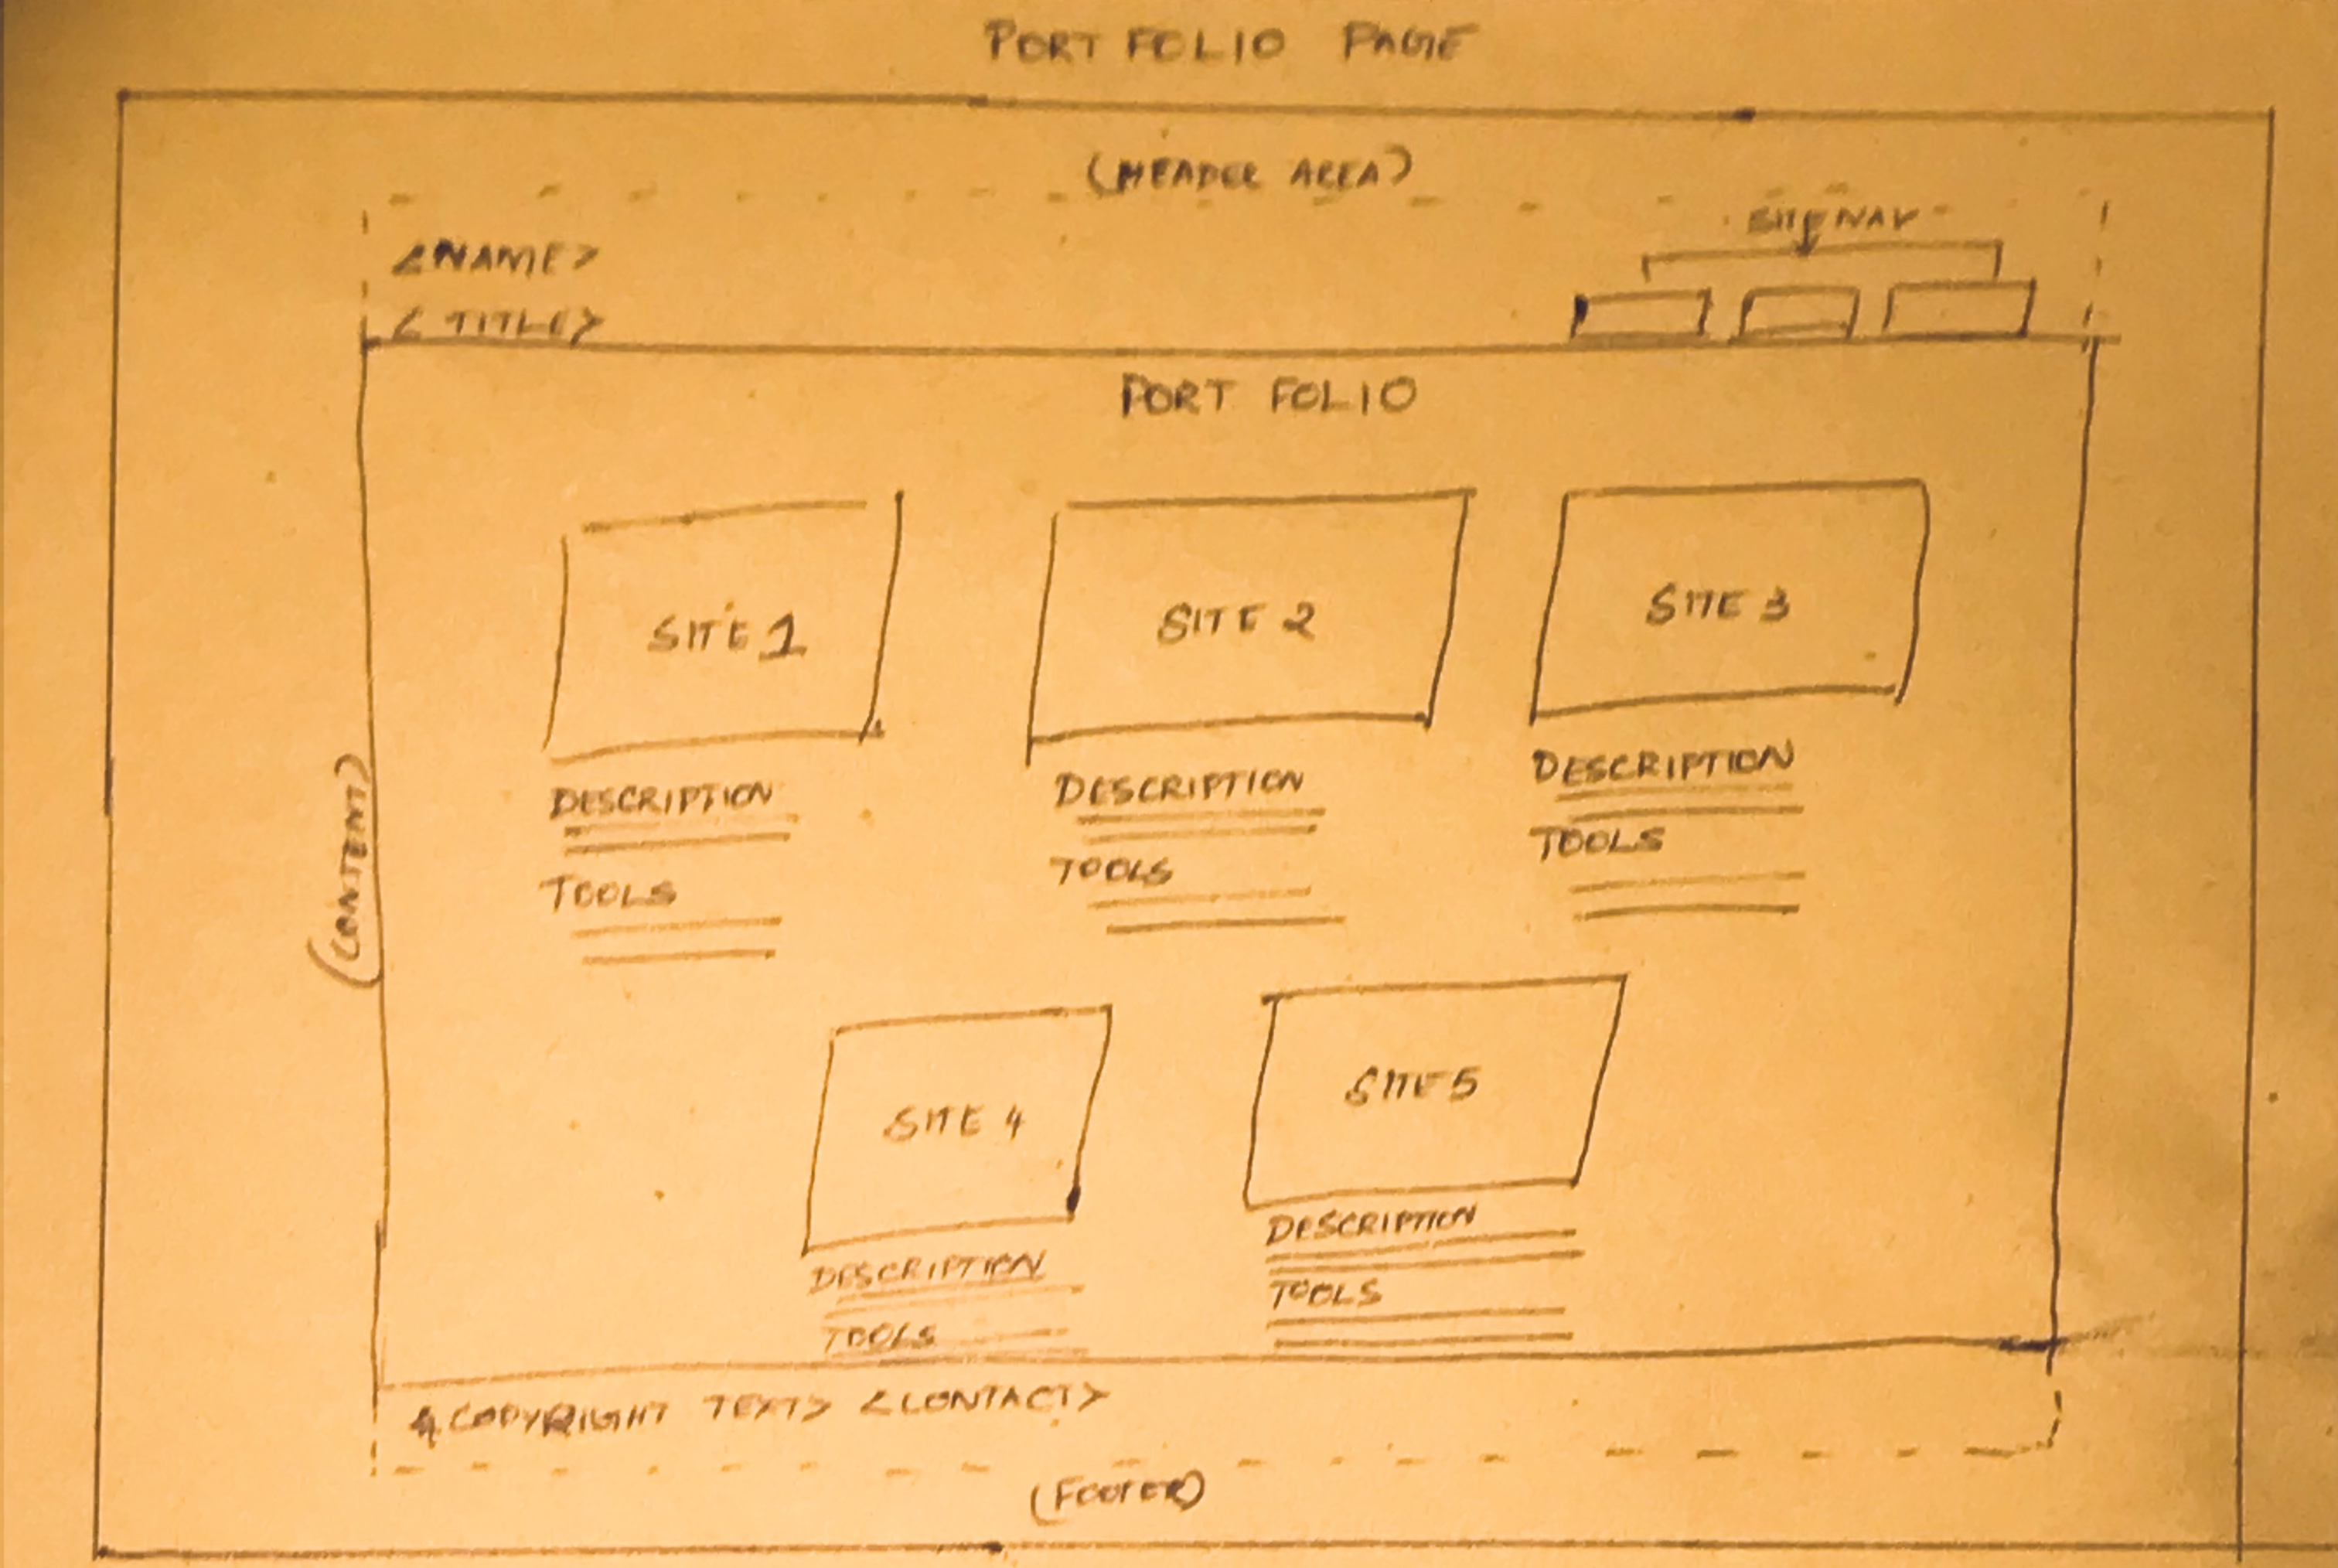 PORT FOLIO PAGE
(HEADER AREA)
SITE NAV
<NAME>
<TITLE>
PORT FOLIO
SITE 1
SITE 2
SITE 3
DESCRIPTION
DESCRIPTION
DESCRIPTION
TOOLS
TOOLS
TOOLS
(CONTENT)
SITE 4
SITE 5
DESCRIPTION
DESCRIPTION
TOOLS
TOOLS
<COPYRIGHT TEXT> <CONTACT>
(FOOTER)